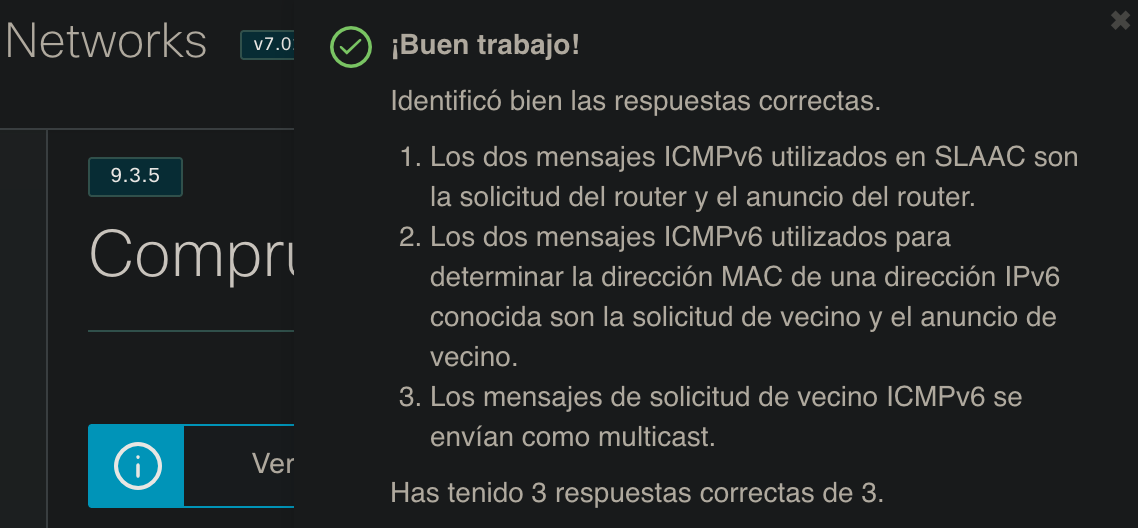 Networks
v7.0
✖
¡Buen trabajo!
Identificó bien las respuestas correctas.
9.3.5
1. Los dos mensajes ICMPv6 utilizados en SLAAC son
la solicitud del router y el anuncio del router.
2. Los dos mensajes ICMPv6 utilizados para
determinar la dirección MAC de una dirección IPv6
conocida son la solicitud de vecino y el anuncio de
vecino.
3. Los mensajes de solicitud de vecino ICMPv6 se
envían como multicast.
Has tenido 3 respuestas correctas de 3.
Compru
Ver